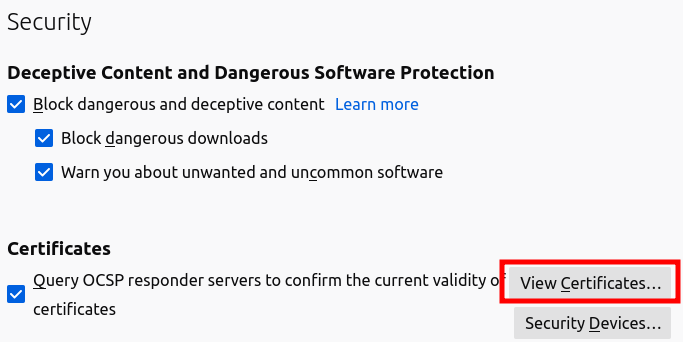 Security
Deceptive Content and Dangerous Software Protection
Block dangerous and deceptive content Learn more
Block dangerous downloads
Warn you about unwanted and uncommon software
Certificates
Query OCSP responder servers to confirm the current validity of
certificates
View Certificates...
Security Devices...